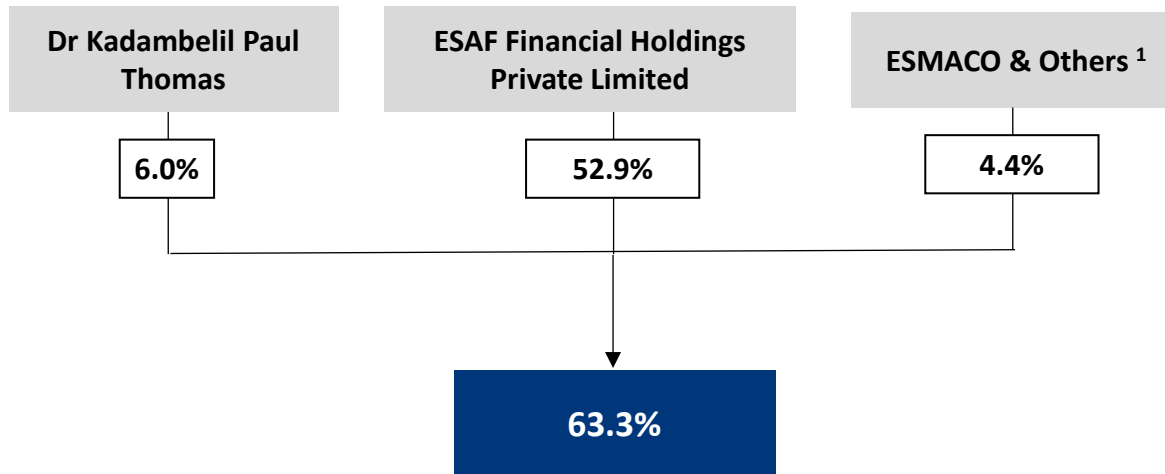 Dr Kadambelil Paul
Thomas
ESAF Financial Holdings
Private Limited
ESMACO & Others ¹
6.0%
52.9%
4.4%
63.3%